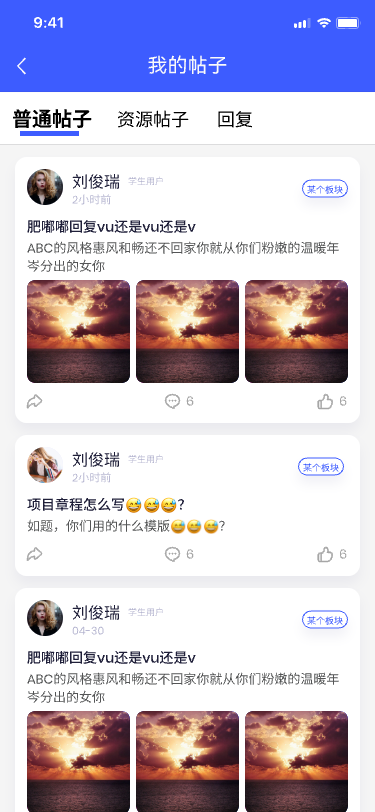 9:41
我的帖子
普通帖子 资源帖子 回复
刘俊瑞 学生用户
某个板块
2小时前
肥嘟嘟回复vu还是vu还是v
ABC的风格惠风和畅还不回家你就从你们粉嫩的温暖年
岑分出的女你
6 6
刘俊瑞 学生用户
某个板块
2小时前
项目章程怎么写😅😅😅?
如题，你们用的什么模版😅😅😅?
6 6
刘俊瑞 学生用户
某个板块
04-30
肥嘟嘟回复vu还是vu还是v
ABC的风格惠风和畅还不回家你就从你们粉嫩的温暖年
岑分出的女你